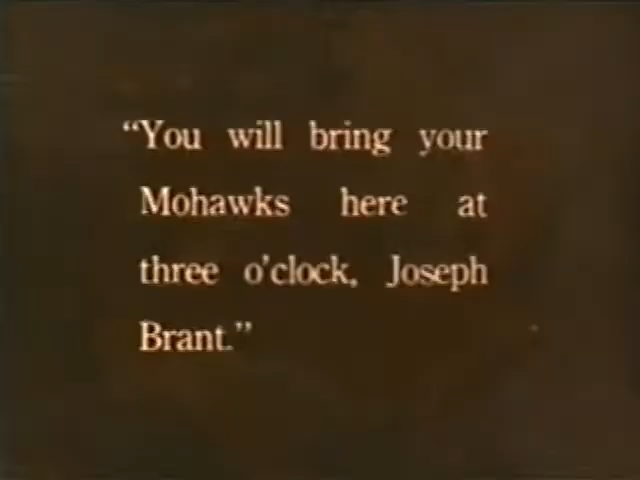 “You will bring your
Mohawks here at
three o'clock, Joseph
Brant.”